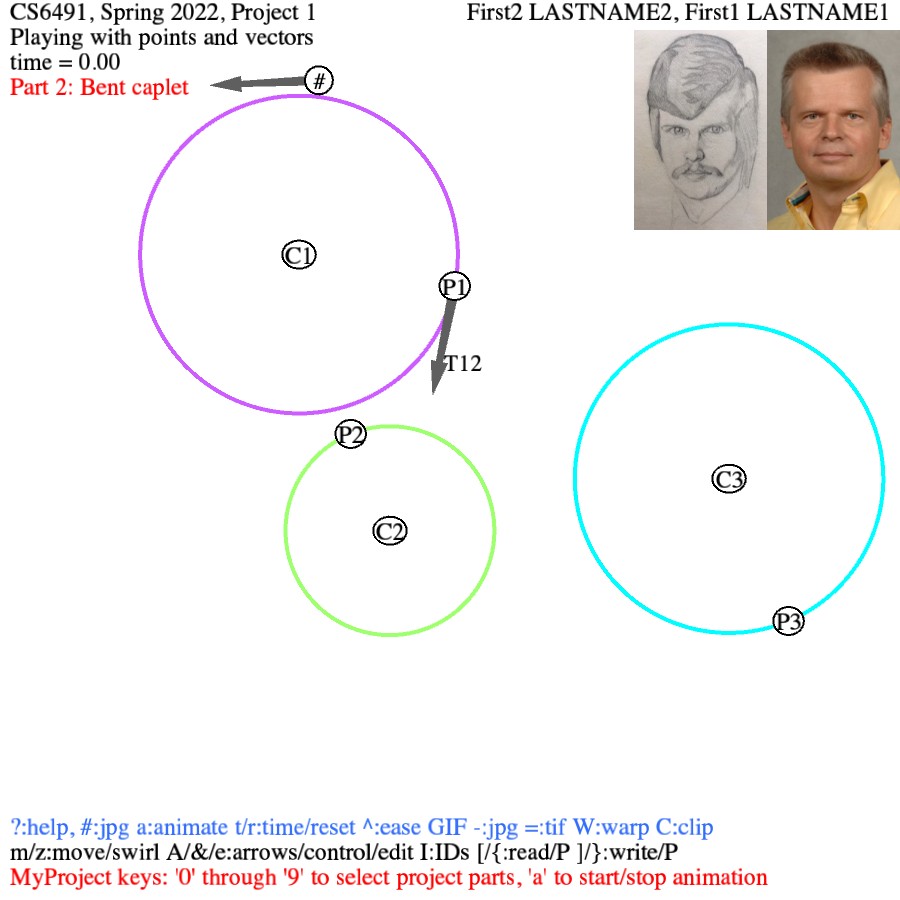 CS6491, Spring 2022, Project 1
First2 LASTNAME2, First1 LASTNAME1
Playing with points and vectors
time = 0.00
Part 2: Bent caplet
#
C1
P1
T12
P2
C3
C2
P3
?:help, #:jpg a:animate t/r:time/reset ^:ease GIF -:jpg =:tif W:warp C:clip
m/z:move/swirl A/&/e:arrows/control/edit I:IDs [/{:read/P ]/}:write/P
MyProject keys: '0' through '9' to select project parts, 'a' to start/stop animation